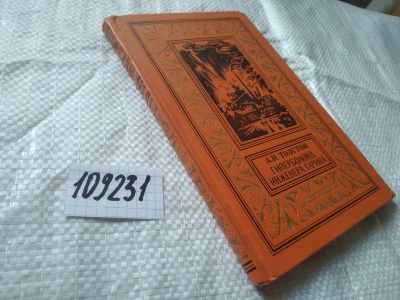 А.Н. ТОЛСТОЙ
ГИПЕРБОЛОИД
ИНЖЕНЕРА ГАРИНА
109231